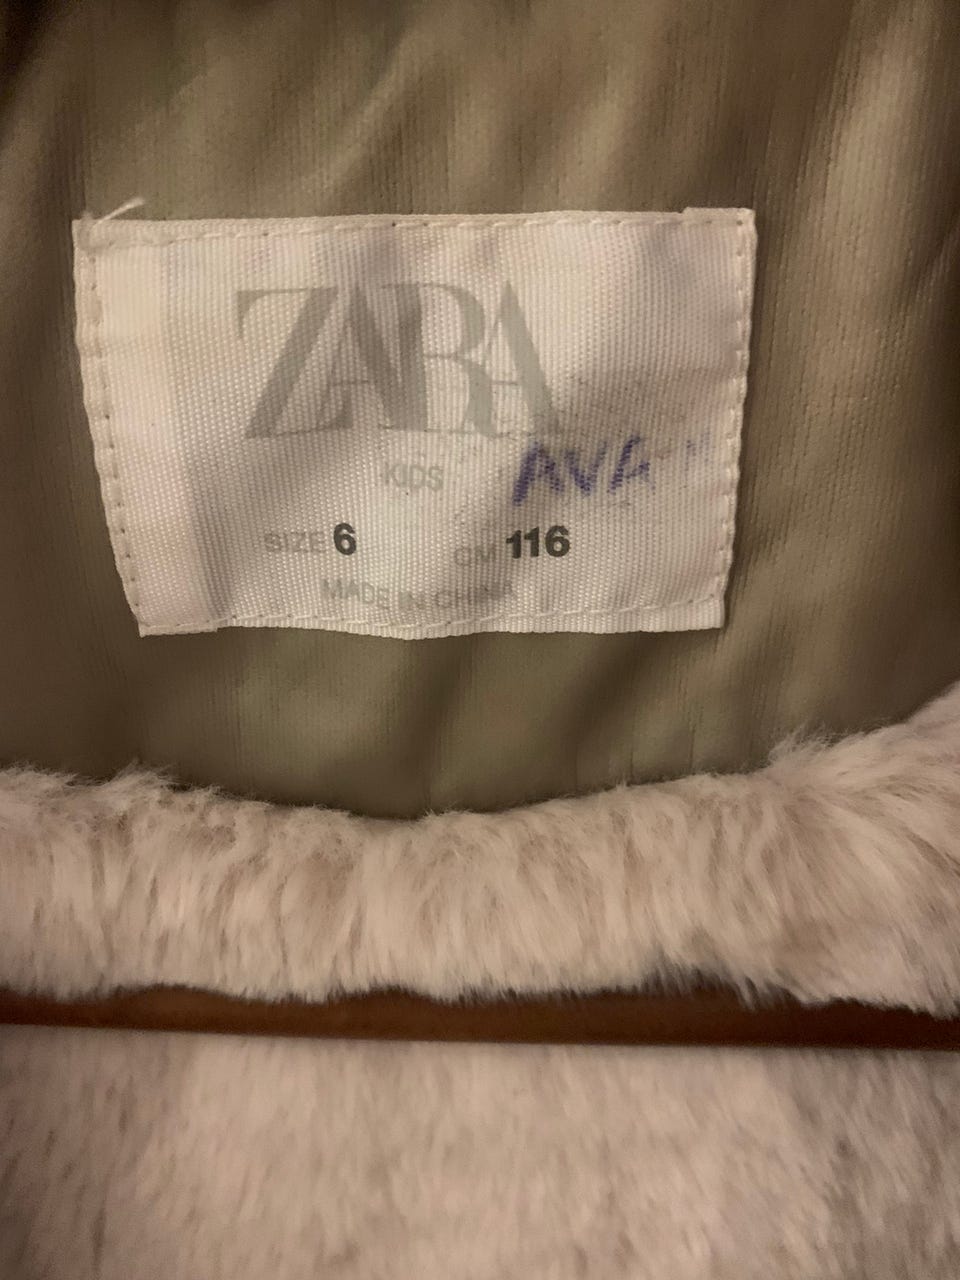 ZARA
KIDS
AVA
SIZE 6 CM 116
MADE IN CHINA